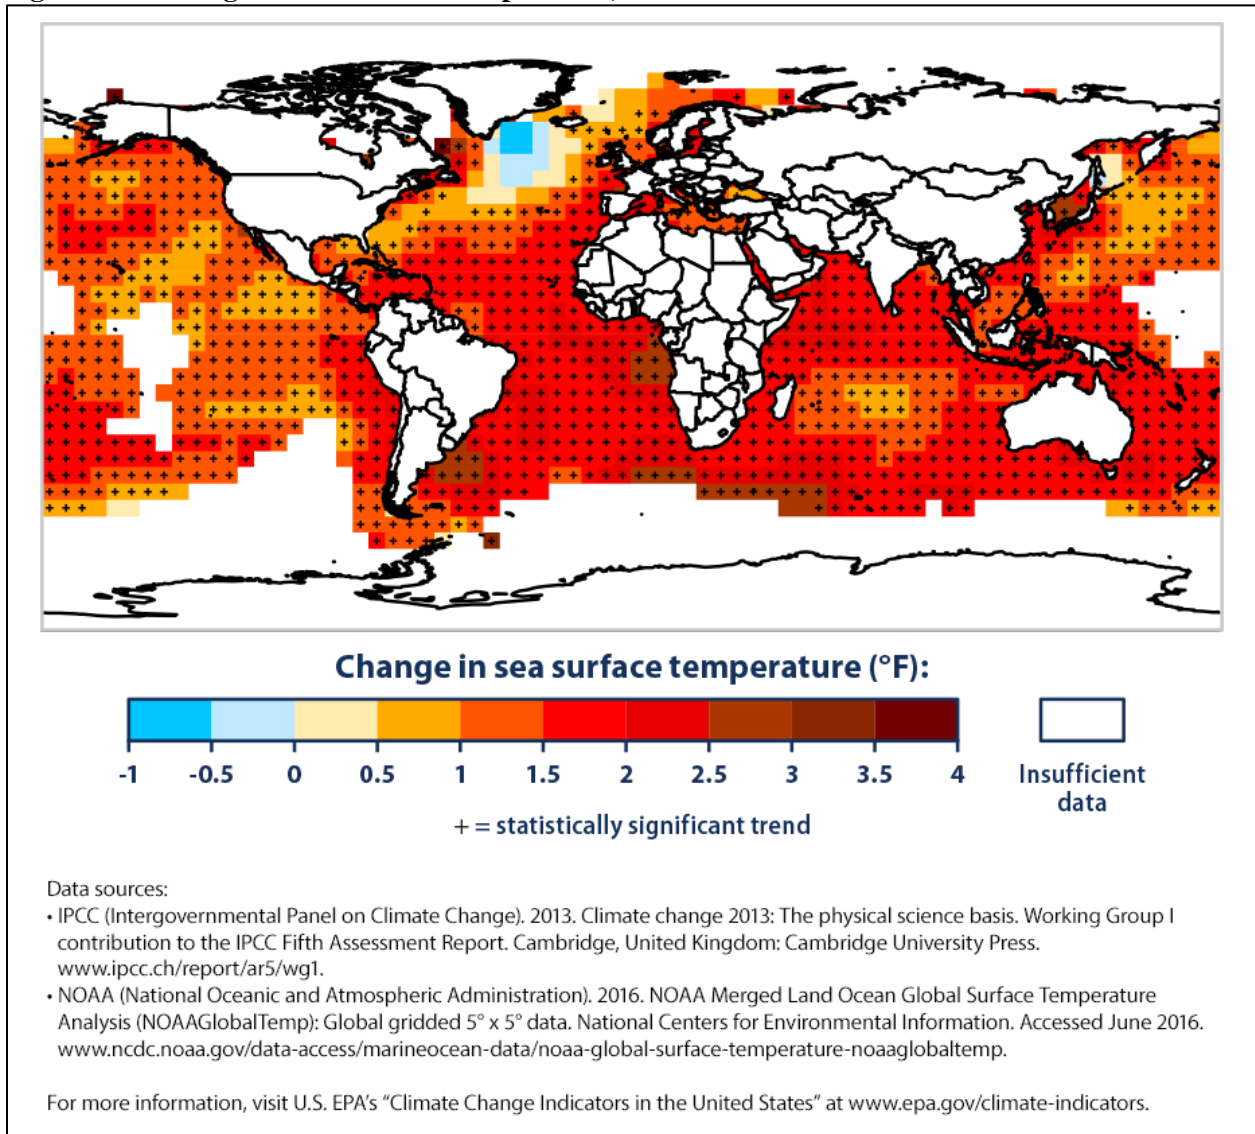 Change in sea surface temperature (°F):
-1 -0.5 0 0.5 1 1.5 2 2.5 3 3.5 4
Insufficient
data
+ = statistically significant trend
Data sources:
• IPCC (Intergovernmental Panel on Climate Change). 2013. Climate change 2013: The physical science basis. Working Group I
contribution to the IPCC Fifth Assessment Report. Cambridge, United Kingdom: Cambridge University Press.
www.ipcc.ch/report/ar5/wg1.
• NOAA (National Oceanic and Atmospheric Administration). 2016. NOAA Merged Land Ocean Global Surface Temperature
Analysis (NOAAGlobalTemp): Global gridded 5° x 5° data. National Centers for Environmental Information. Accessed June 2016.
www.ncdc.noaa.gov/data-access/marineocean-data/noaa-global-surface-temperature-noaaglobaltemp.
For more information, visit U.S. EPA's “Climate Change Indicators in the United States” at www.epa.gov/climate-indicators.